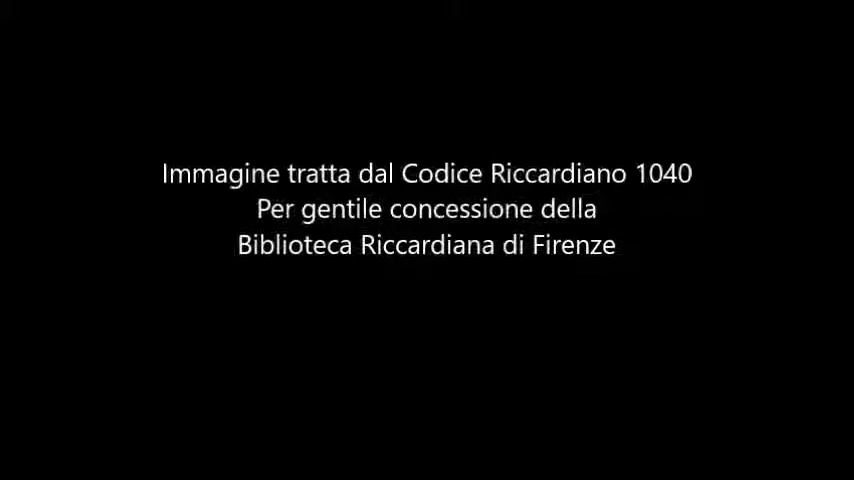 Immagine tratta dal Codice Riccardiano 1040
Per gentile concessione della
Biblioteca Riccardiana di Firenze